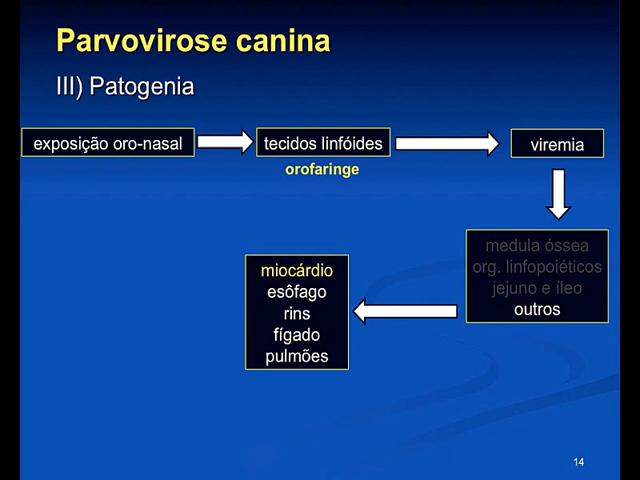 Parvovirose canina
III) Patogenia
exposição oro-nasal
tecidos linfóides
viremia
orofaringe
medula óssea
org. linfopoiéticos
jejuno e íleo
outros
miocárdio
esôfago
rins
fígado
pulmões
14